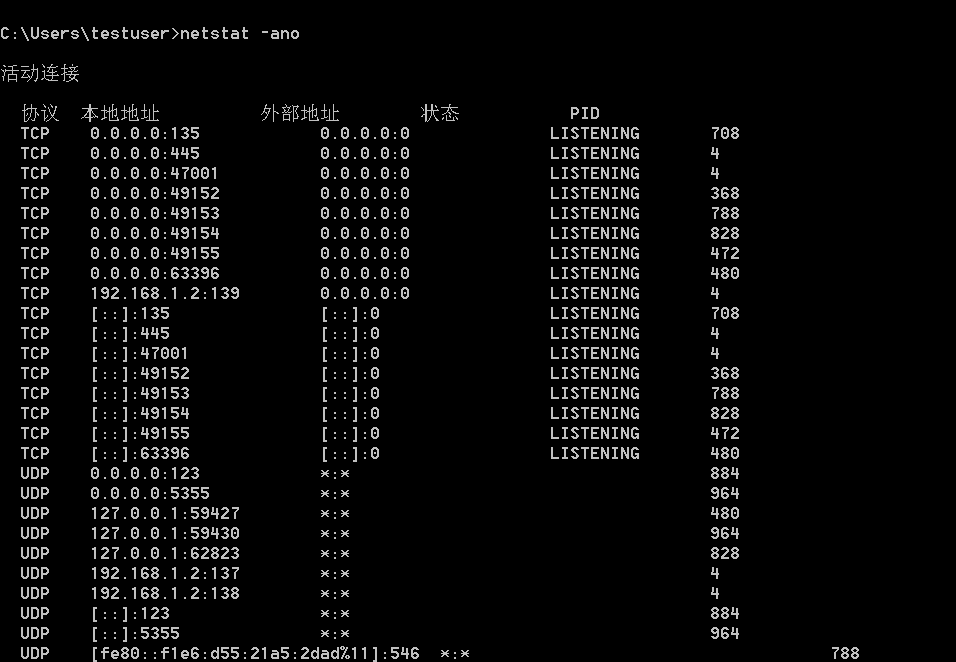 C:\Users\testuser>netstat -ano
活动连接
协议 本地地址 外部地址 状态 PID
TCP 0.0.0.0:135 0.0.0.0:0 LISTENING 708
TCP 0.0.0.0:445 0.0.0.0:0 LISTENING 4
TCP 0.0.0.0:47001 0.0.0.0:0 LISTENING 4
TCP 0.0.0.0:49152 0.0.0.0:0 LISTENING 368
TCP 0.0.0.0:49153 0.0.0.0:0 LISTENING 788
TCP 0.0.0.0:49154 0.0.0.0:0 LISTENING 828
TCP 0.0.0.0:49155 0.0.0.0:0 LISTENING 472
TCP 0.0.0.0:63396 0.0.0.0:0 LISTENING 480
TCP 192.168.1.2:139 0.0.0.0:0 LISTENING 4
TCP [::]:135 [::]:0 LISTENING 708
TCP [::]:445 [::]:0 LISTENING 4
TCP [::]:47001 [::]:0 LISTENING 4
TCP [::]:49152 [::]:0 LISTENING 368
TCP [::]:49153 [::]:0 LISTENING 788
TCP [::]:49154 [::]:0 LISTENING 828
TCP [::]:49155 [::]:0 LISTENING 472
TCP [::]:63396 [::]:0 LISTENING 480
UDP 0.0.0.0:123 *:* 884
UDP 0.0.0.0:5355 *:* 964
UDP 127.0.0.1:59427 *:* 480
UDP 127.0.0.1:59430 *:* 964
UDP 127.0.0.1:62823 *:* 828
UDP 192.168.1.2:137 *:* 4
UDP 192.168.1.2:138 *:* 4
UDP [::]:123 *:* 884
UDP [::]:5355 *:* 964
UDP [fe80::f1e6:d55:21a5:2dad%11]:546 *:* 788